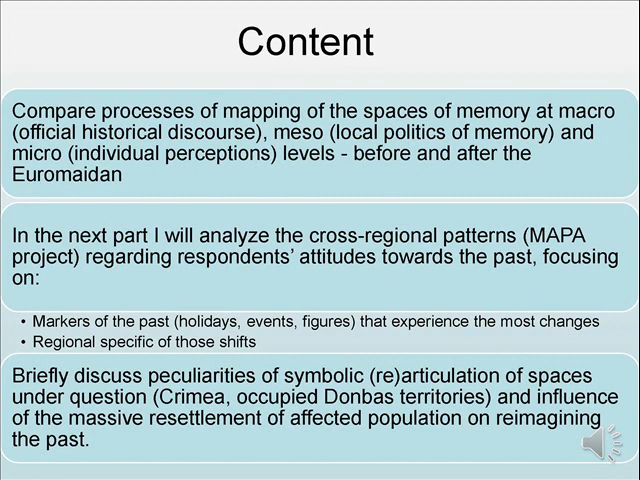 Content
Compare processes of mapping of the spaces of memory at macro
(official historical discourse), meso (local politics of memory) and
micro (individual perceptions) levels - before and after the
Euromaidan
In the next part I will analyze the cross-regional patterns (MAPA
project) regarding respondents’ attitudes towards the past, focusing
on:
• Markers of the past (holidays, events, figures) that experience the most changes
• Regional specific of those shifts
Briefly discuss peculiarities of symbolic (re)articulation of spaces
under question (Crimea, occupied Donbas territories) and influence
of the massive resettlement of affected population on reimagining
the past.